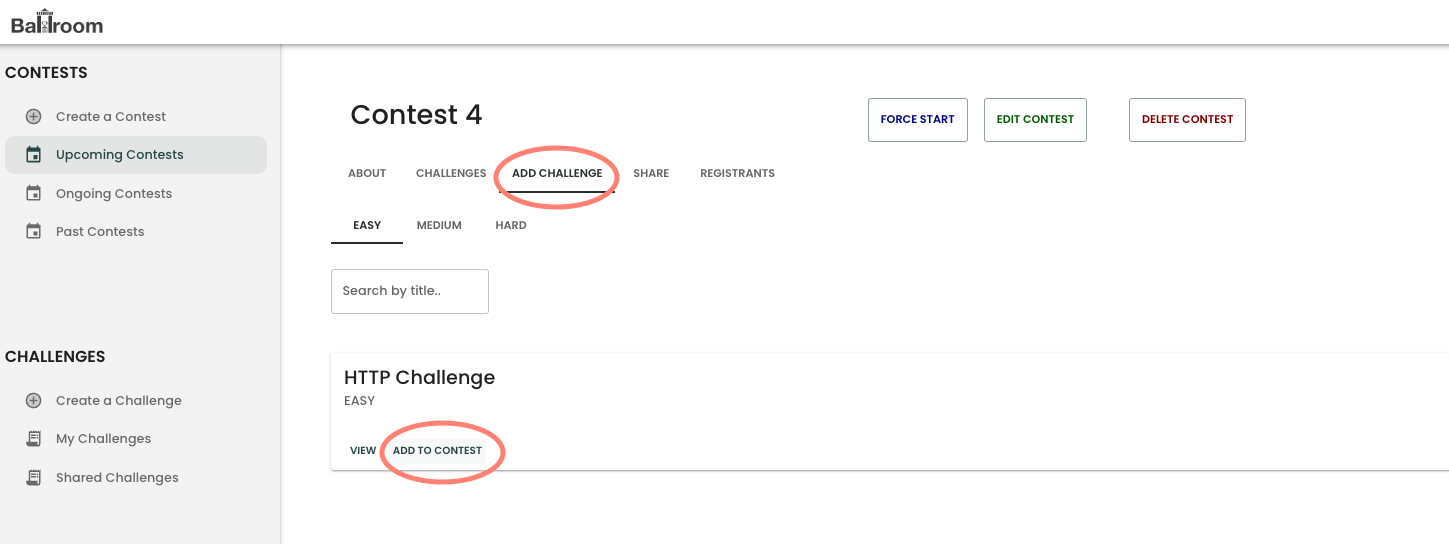 Ballroom
CONTESTS
Create a Contest
Upcoming Contests
Ongoing Contests
Past Contests
CHALLENGES
Create a Challenge
My Challenges
Shared Challenges
Contest 4
FORCE START
EDIT CONTEST
DELETE CONTEST
ABOUT CHALLENGES ADD CHALLENGE SHARE REGISTRANTS
EASY MEDIUM HARD
Search by title..
HTTP Challenge
EASY
VIEW ADD TO CONTEST